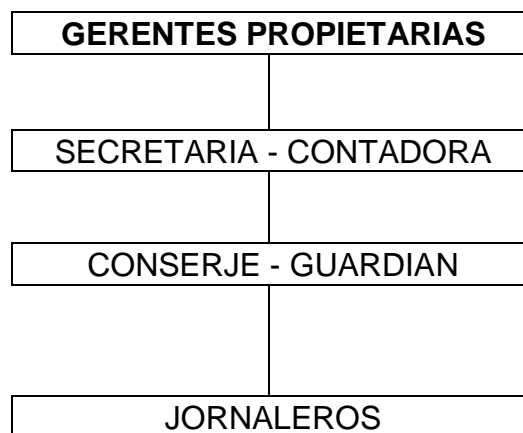 GERENTES PROPIETARIAS
SECRETARIA - CONTADORA
CONSERJE - GUARDIAN
JORNALEROS